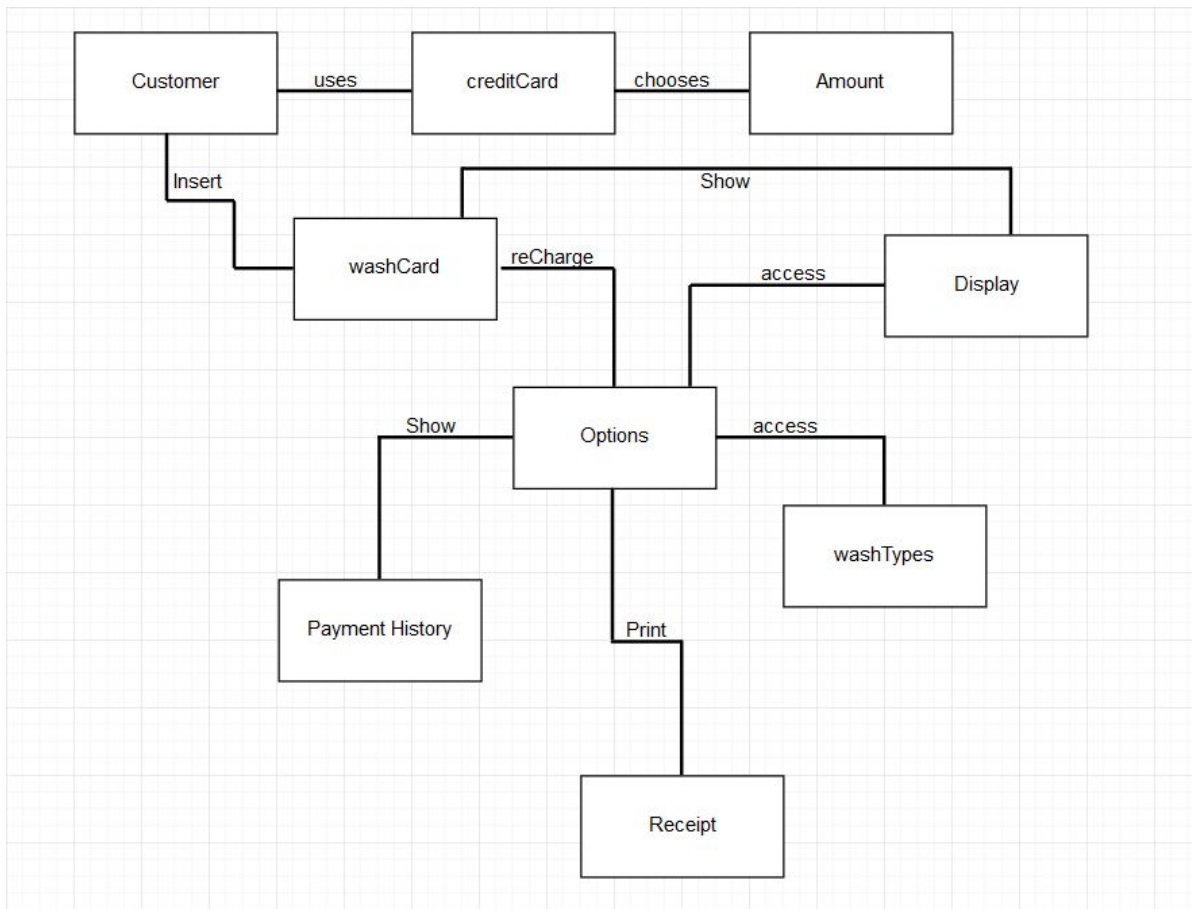 Customer
uses
creditCard
chooses
Amount
Insert
Show
washCard
reCharge
access
Display
Show
Options
access
washTypes
Payment History
Print
Receipt